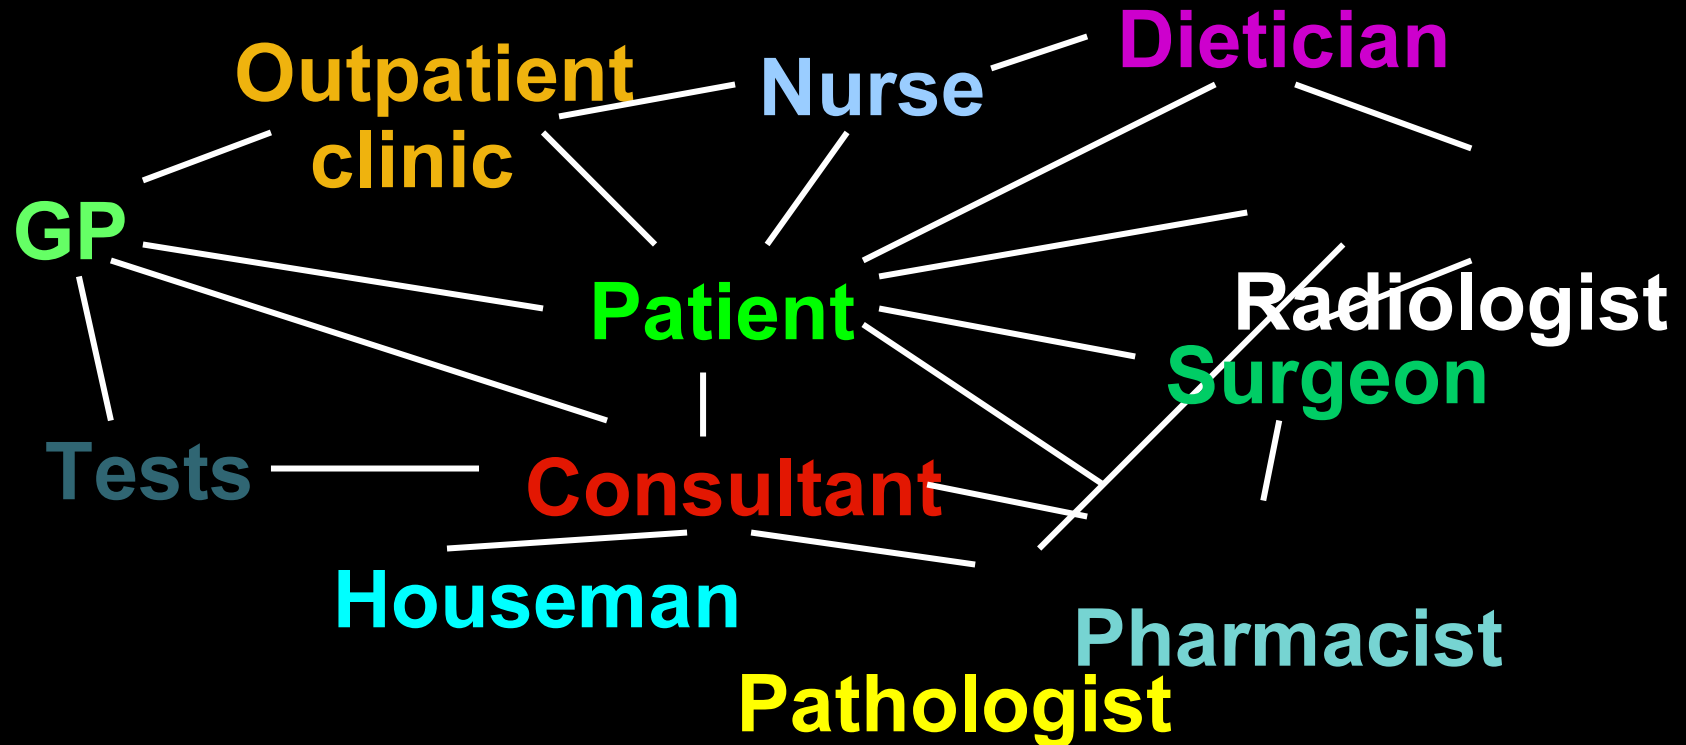 Dietician
Outpatient
clinic
Nurse
GP
Patient
Radiologist
Surgeon
Tests
Consultant
Houseman
Pharmacist
Pathologist